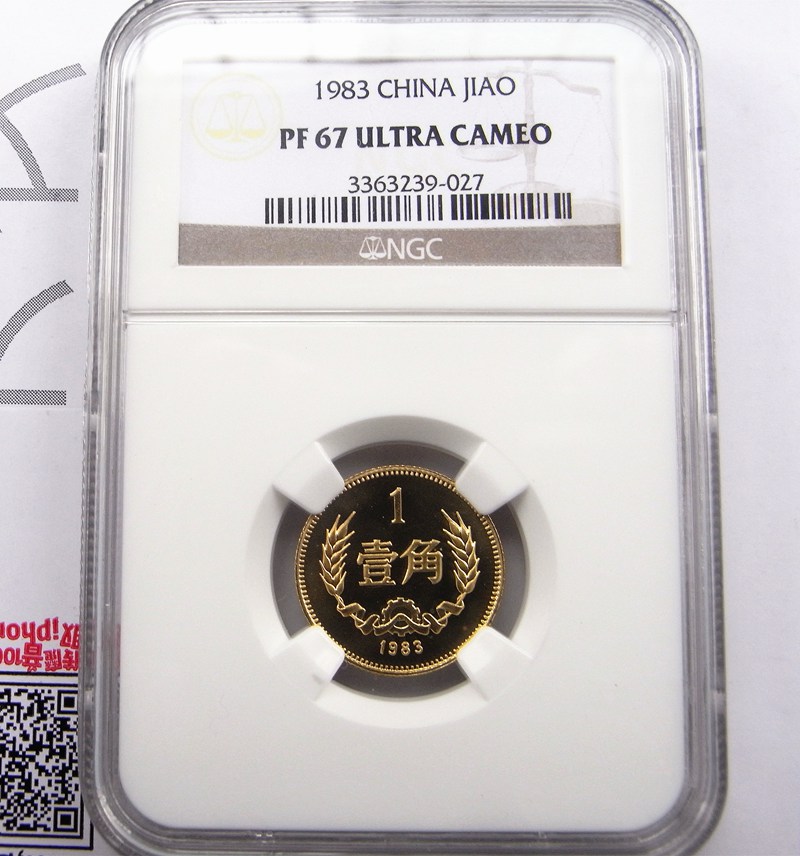 1983 CHINA JIAO
PF 67 ULTRA CAMEO
3363239-027
NGC
1
壹角
1983